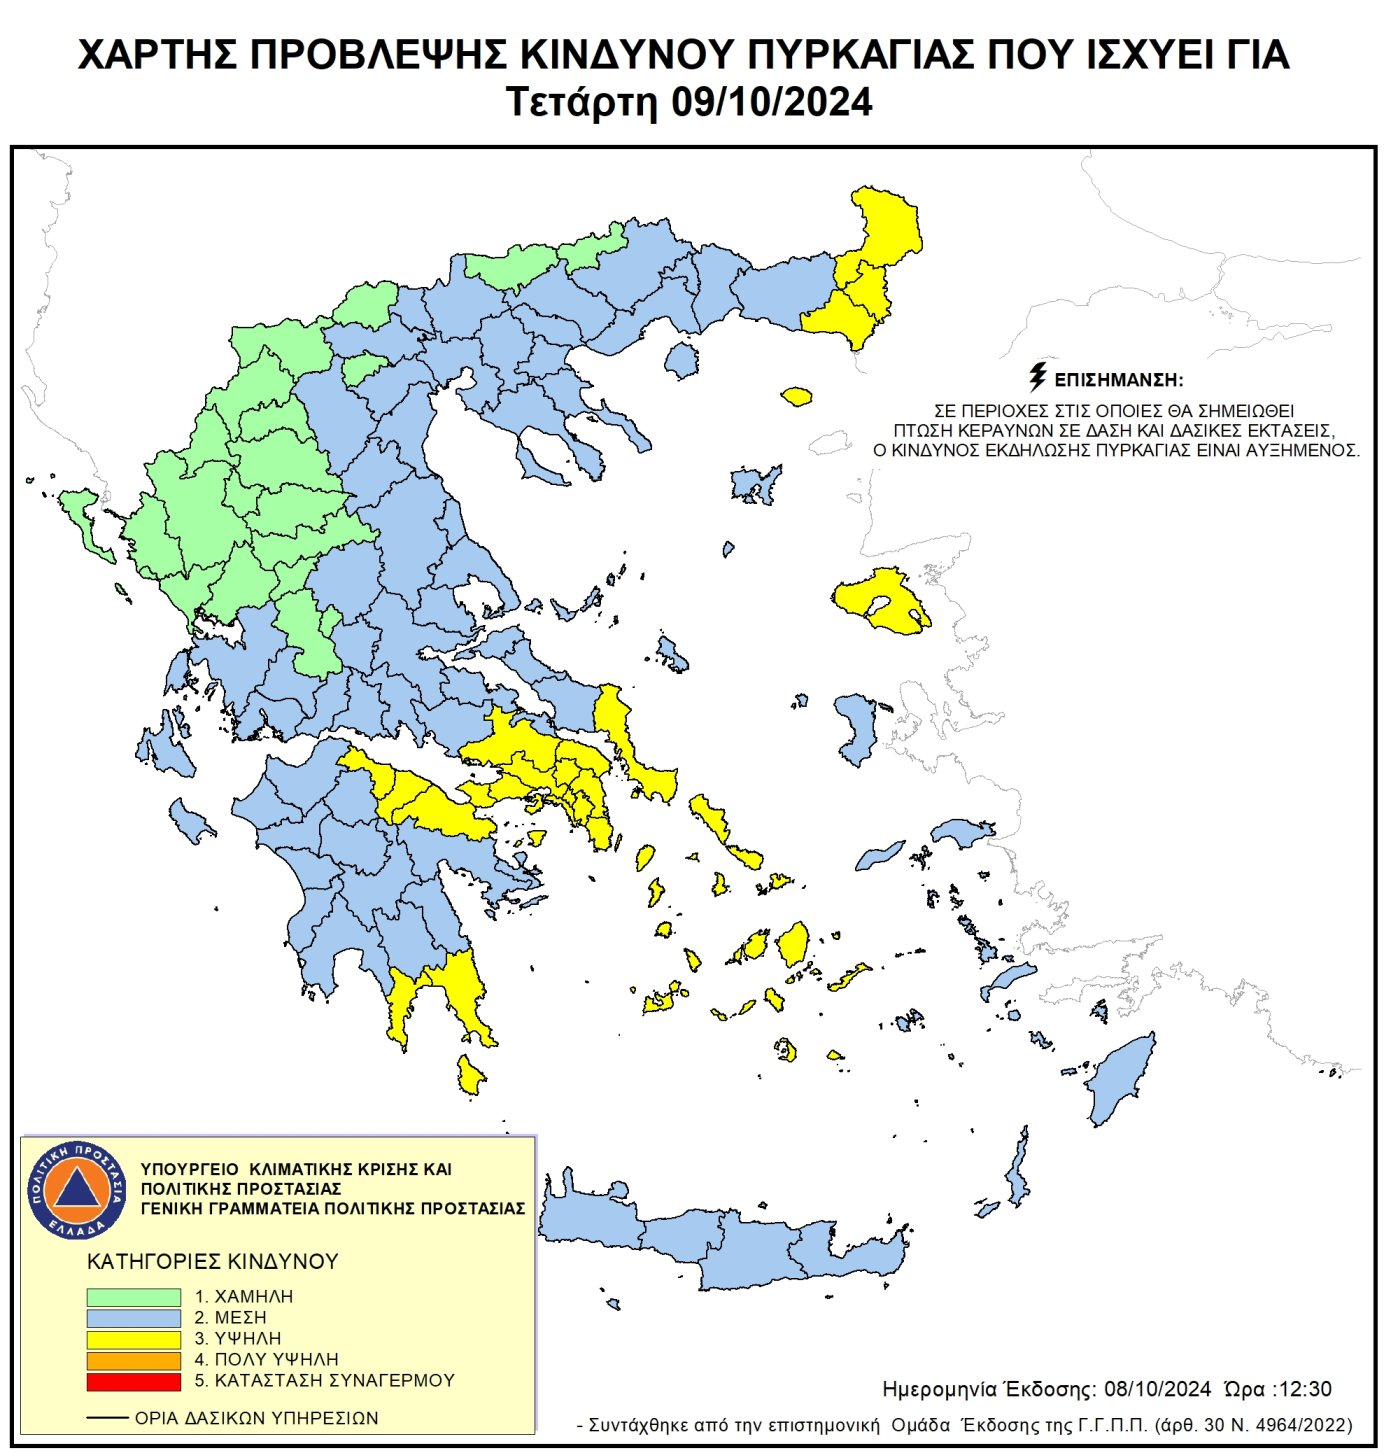 ΧΑΡΤΗΣ ΠΡΟΒΛΕΨΗΣ ΚΙΝΔΥΝΟΥ ΠΥΡΚΑΓΙΑΣ ΠΟΥ ΙΣΧΥΕΙ ΓΙΑ
Τετάρτη 09/10/2024
ΕΠΙΣΗΜΑΝΣΗ:
ΣΕ ΠΕΡΙΟΧΕΣ ΣΤΙΣ ΟΠΟΙΕΣ ΘΑ ΣΗΜΕΙΩΘΕΙ
ΠΤΩΣΗ ΚΕΡΑΥΝΩΝ ΣΕ ΔΑΣΗ ΚΑΙ ΔΑΣΙΚΕΣ ΕΚΤΑΣΕΙΣ,
Ο ΚΙΝΔΥΝΟΣ ΕΚΔΗΛΩΣΗΣ ΠΥΡΚΑΓΙΑΣ ΕΙΝΑΙ ΑΥΞΗΜΕΝΟΣ.
ΠΟΛΙΤΙΚΗ ΠΡΟΣΤΑΣΙΑ
ΕΛΛΑΔΑ
ΥΠΟΥΡΓΕΙΟ ΚΛΙΜΑΤΙΚΗΣ ΚΡΙΣΗΣ ΚΑΙ
ΠΟΛΙΤΙΚΗΣ ΠΡΟΣΤΑΣΙΑΣ
ΓΕΝΙΚΗ ΓΡΑΜΜΑΤΕΙΑ ΠΟΛΙΤΙΚΗΣ ΠΡΟΣΤΑΣΙΑΣ
ΚΑΤΗΓΟΡΙΕΣ ΚΙΝΔΥΝΟΥ
1. ΧΑΜΗΛΗ
2. ΜΕΣΗ
3. ΥΨΗΛΗ
4. ΠΟΛΥ ΥΨΗΛΗ
5. ΚΑΤΑΣΤΑΣΗ ΣΥΝΑΓΕΡΜΟΥ
ΟΡΙΑ ΔΑΣΙΚΩΝ ΥΠΗΡΕΣΙΩΝ
Ημερομηνία Έκδοσης: 08/10/2024 Ώρα :12:30
- Συντάχθηκε από την επιστημονική Ομάδα Έκδοσης της Γ.Γ.Π.Π. (άρθ. 30 Ν. 4964/2022)